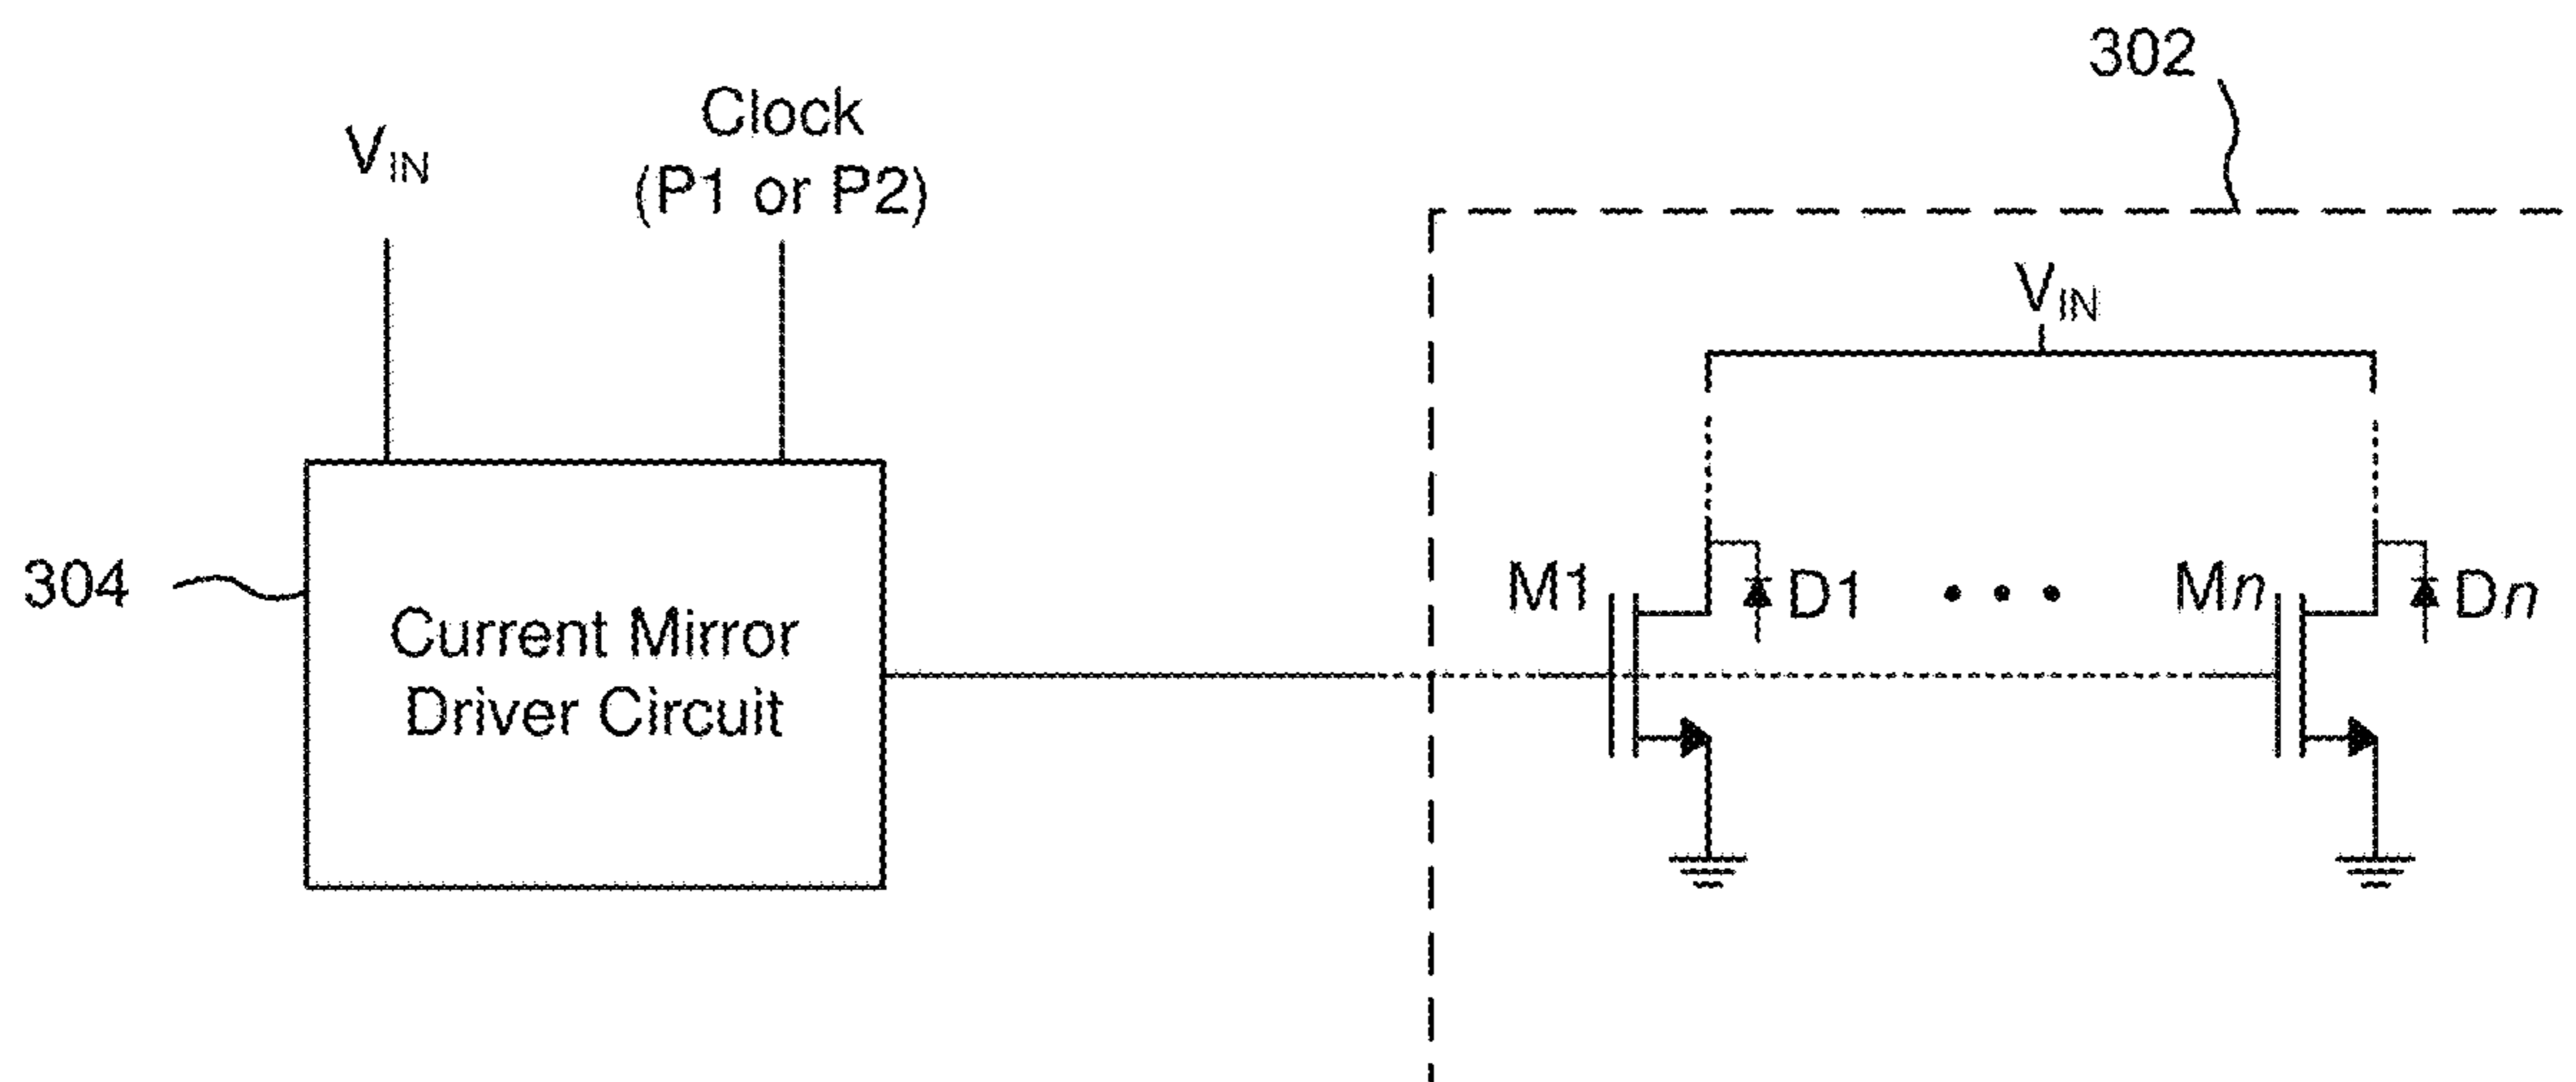 302
Clock
(P1 or P2)
VIN
VIN
304
Current Mirror
Driver Circuit
M1
D1
Mn
Dn